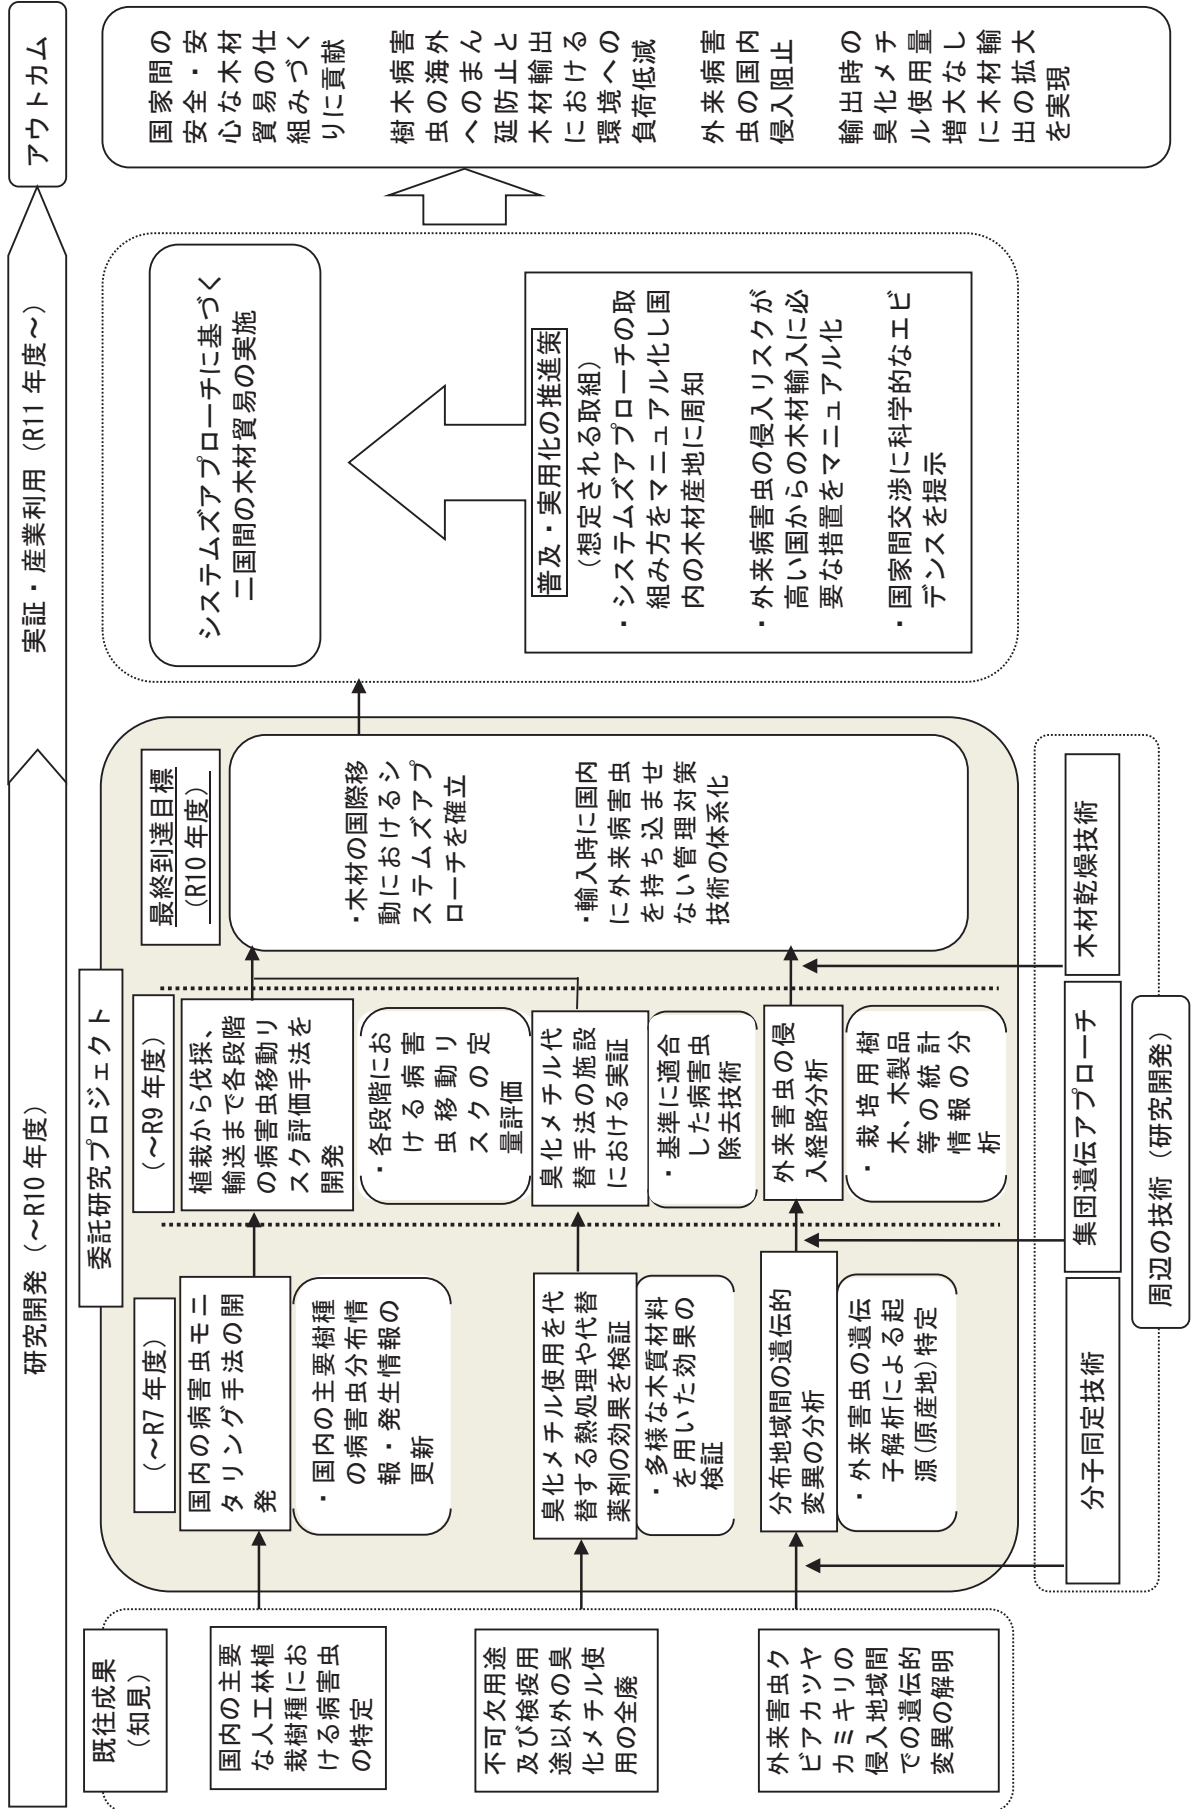 研究開発（～R10 年度）
実証・産業利用（R11 年度～）
アウトカム
既往成果
（知見）
国内の主要
な人工林植
栽樹種にお
ける病害虫
の特定
不可欠用途
及び検疫用
途以外の臭
化メチル使
用の全廃
外来害虫ク
ビアカツヤ
カミキリの
侵入地域間
での遺伝的
変異の解明
委託研究プロジェクト
（～R7 年度）
国内の病害虫モニ
タリング手法の開
発
・国内の主要樹種
の病害虫分布情
報・発生情報の
更新
臭化メチル使用を代
替する熱処理や代替
薬剤の効果を検証
・多様な木質材料
を用いた効果の
検証
分布地域間の遺伝的
変異の分析
・外来害虫の遺伝
子解析による起
源(原産地)特定
（～R9 年度）
植栽から伐採、
輸送まで各段階
の病害虫移動リ
スク評価手法を
開発
・各段階にお
ける病害
虫移動リ
スクの定
量評価
臭化メチル代
替手法の施設
における実証
・基準に適合
した病害虫
除去技術
外来害虫の侵
入経路分析
・栽培用樹
木、木製品
等の統計
情報の分
析
最終到達目標
（R10 年度）
・木材の国際移
動におけるシ
ステムズアプ
ローチを確立
・輸入時に国内
に外来病害虫
を持ち込ませ
ない管理対策
技術の体系化
システムズアプローチに基づく
二国間の木材貿易の実施
普及・実用化の推進策
（想定される取組）
・システムズアプローチの取
組み方をマニュアル化し国
内の木材産地に周知
・外来病害虫の侵入リスクが
高い国からの木材輸入に必
要な措置をマニュアル化
・国家間交渉に科学的なエビ
デンスを提示
国家間の
安全・安
心な木材
貿易の仕
組みづく
りに貢献
樹木病害
虫の海外
へのまん
延防止と
木材輸出
における
環境への
負荷低減
外来病害
虫の国内
侵入阻止
輸出時の
臭化メチ
ル使用量
増大なし
に木材輸
出の拡大
を実現
分子同定技術
集団遺伝アプローチ
木材乾燥技術
周辺の技術（研究開発）